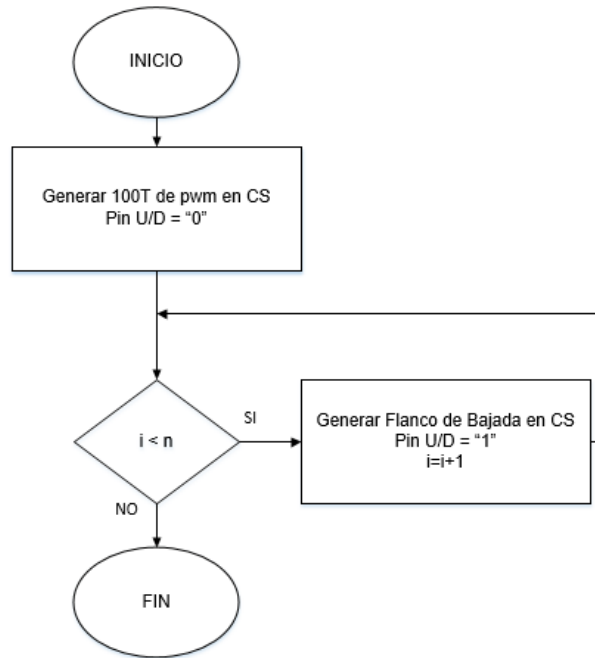 INICIO
Generar 100T de pwm en CS
Pin U/D = “0”
i < n
SI
Generar Flanco de Bajada en CS
Pin U/D = “1”
i=i+1
NO
FIN